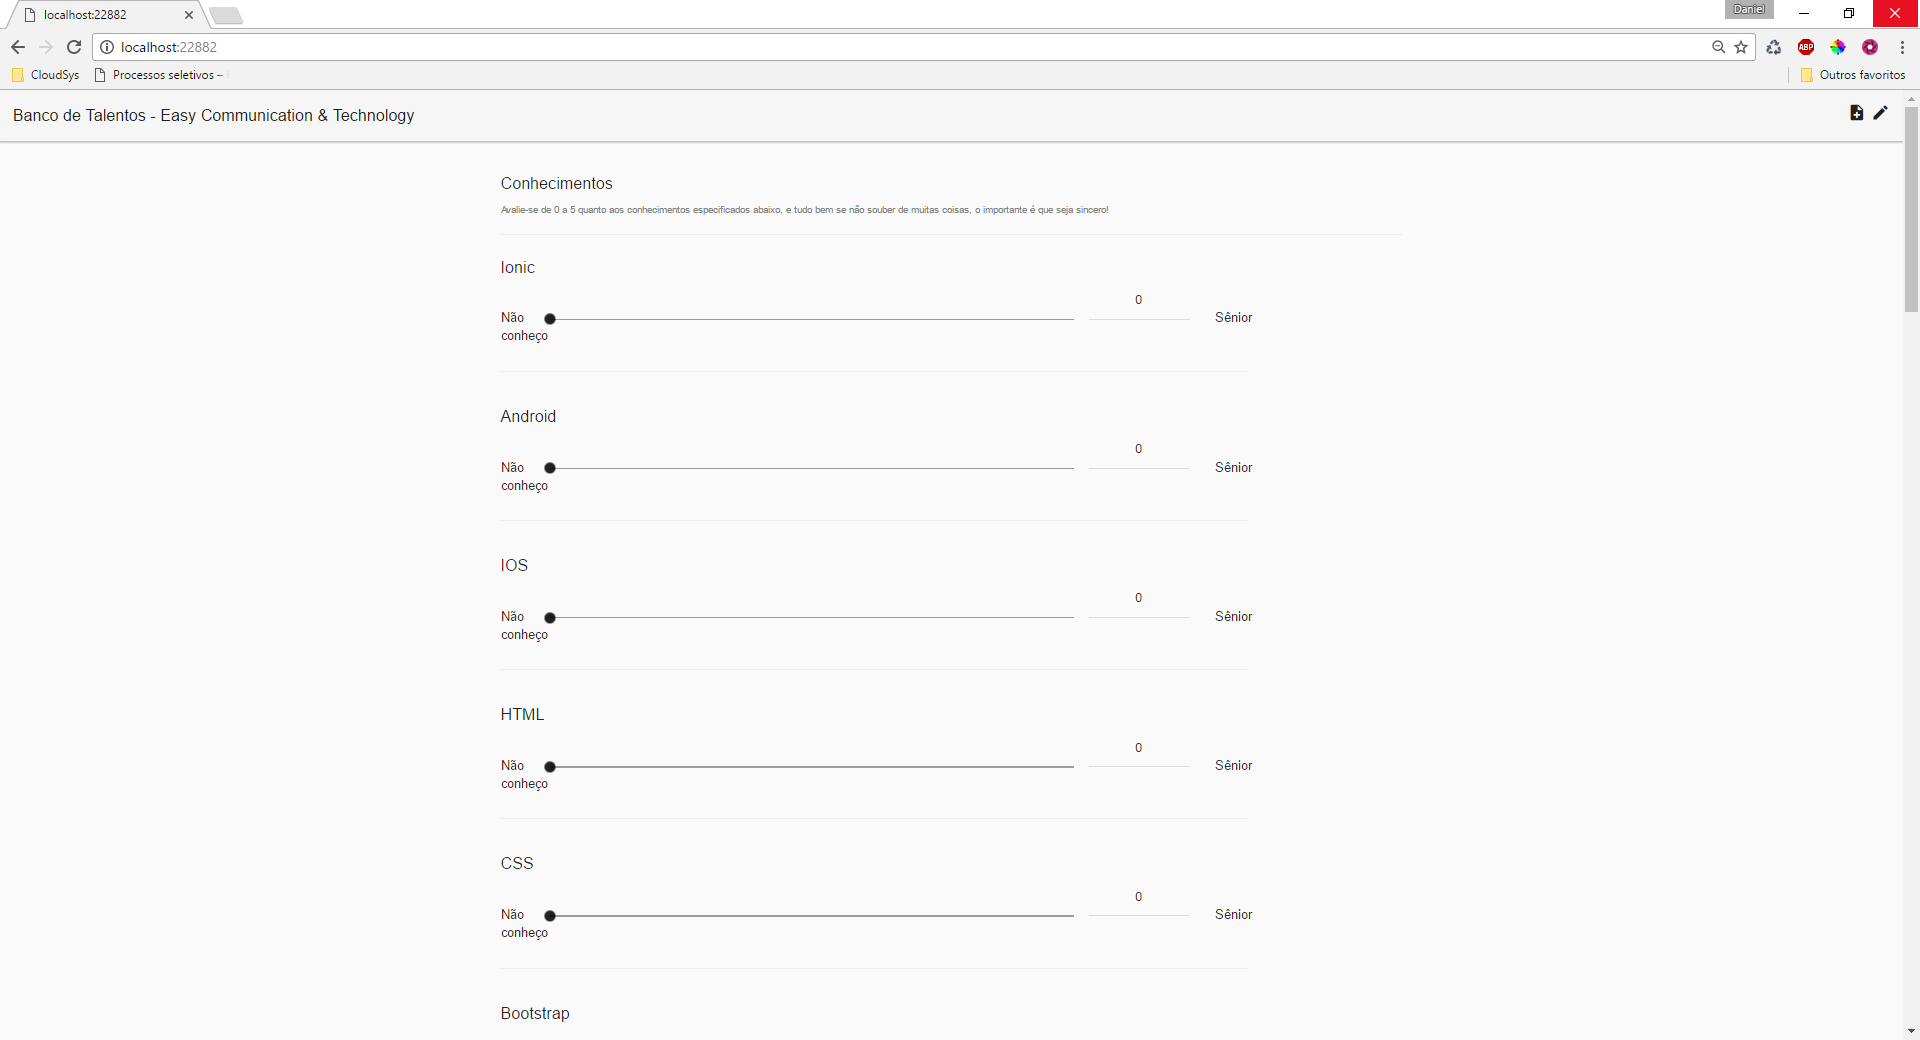 localhost:22882
Daniel
localhost:22882
ABP
CloudSys
Processos seletivos –
Outros favoritos
Banco de Talentos - Easy Communication & Technology
Conhecimentos
Avalie-se de 0 a 5 quanto aos conhecimentos especificados abaixo, e tudo bem se não souber de muitas coisas, o importante é que seja sincero!
Ionic
0
Não conheço
Sênior
Android
0
Não conheço
Sênior
IOS
0
Não conheço
Sênior
HTML
0
Não conheço
Sênior
CSS
0
Não conheço
Sênior
Bootstrap